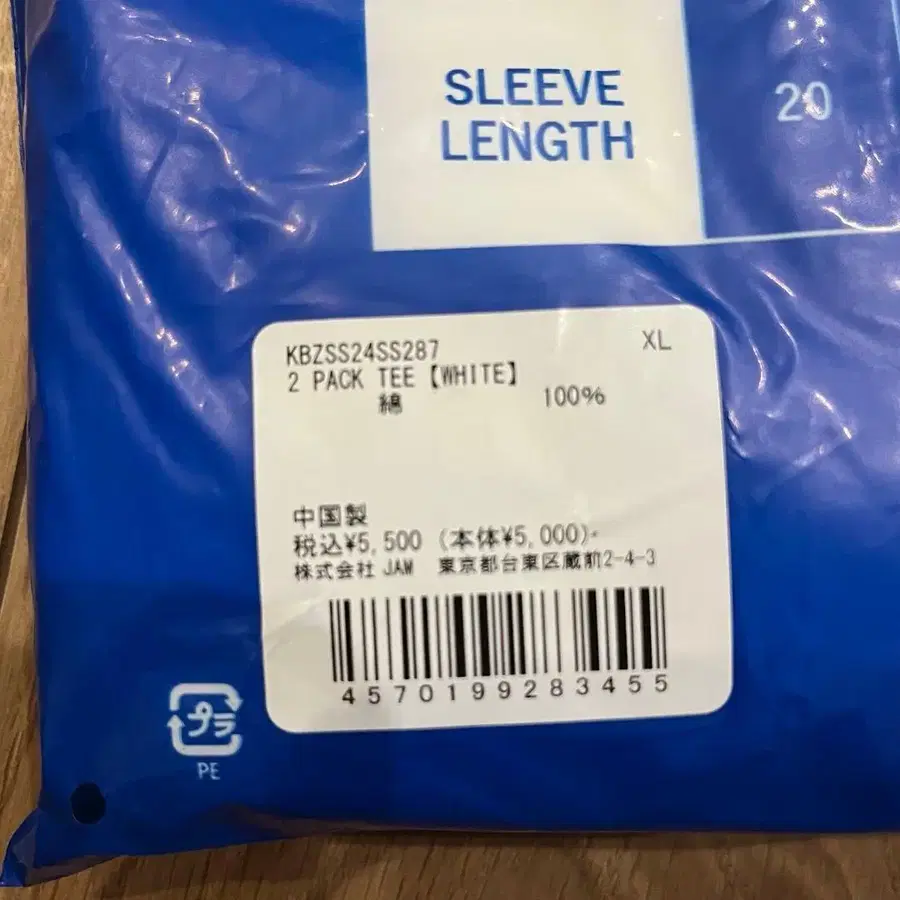 SLEEVE
LENGTH
20
KBZSS24SS287
XL
2 PACK TEE【WHITE】
綿 100%
中国製
税込¥5,500 (本体¥5,000)-
株式会社 JAM 東京都台東区蔵前2-4-3
4570199283455
プラ
PE